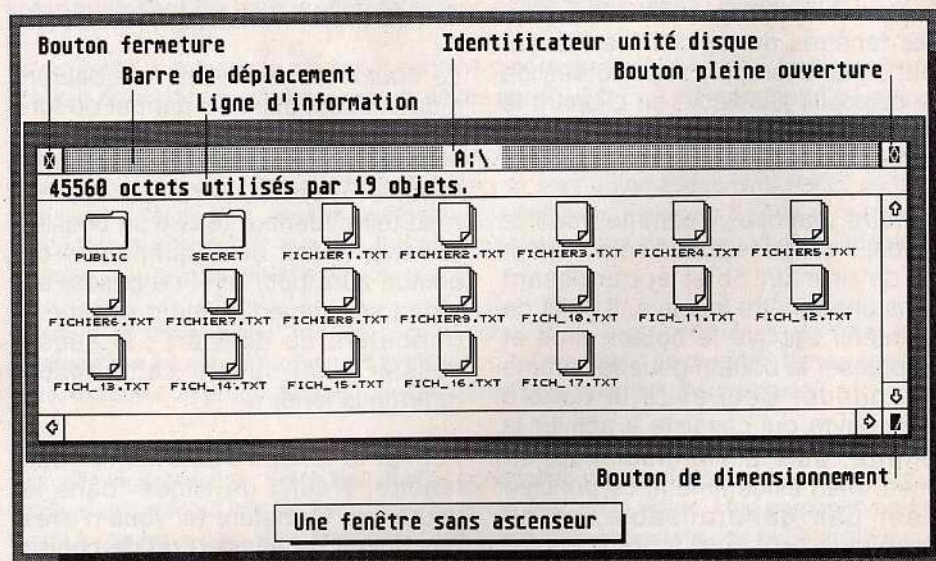 Bouton fermeture
Identificateur unité disque
Barre de déplacement
Bouton pleine ouverture
Ligne d'information
A:\
45560 octets utilisés par 19 objets.
PUBLIC SECRET FICHIER1.TXT FICHIER2.TXT FICHIER3.TXT FICHIER4.TXT FICHIER5.TXT
FICHIER6.TXT FICHIER7.TXT FICHIER8.TXT FICHIER9.TXT FICH_10.TXT FICH_11.TXT FICH_12.TXT
FICH_13.TXT FICH_14.TXT FICH_15.TXT FICH_16.TXT FICH_17.TXT
Bouton de dimensionnement
Une fenêtre sans ascenseur